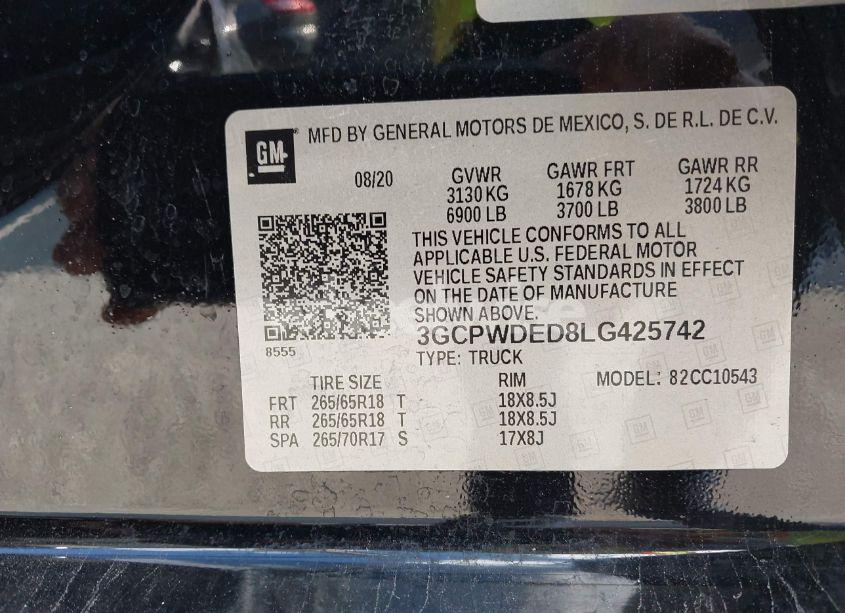 GM
MFD BY GENERAL MOTORS DE MEXICO, S. DE R.L. DE C.V.
08/20 GVWR GAWR FRT GAWR RR
3130 KG 1678 KG 1724 KG
6900 LB 3700 LB 3800 LB
THIS VEHICLE CONFORMS TO ALL
APPLICABLE U.S. FEDERAL MOTOR
VEHICLE SAFETY STANDARDS IN EFFECT
ON THE DATE OF MANUFACTURE
SHOWN ABOVE.
3GCPWDED8LG425742
8555
TYPE: TRUCK
TIRE SIZE RIM MODEL: 82CC10543
FRT 265/65R18 T 18X8.5J
RR 265/65R18 T 18X8.5J
SPA 265/70R17 S 17X8J